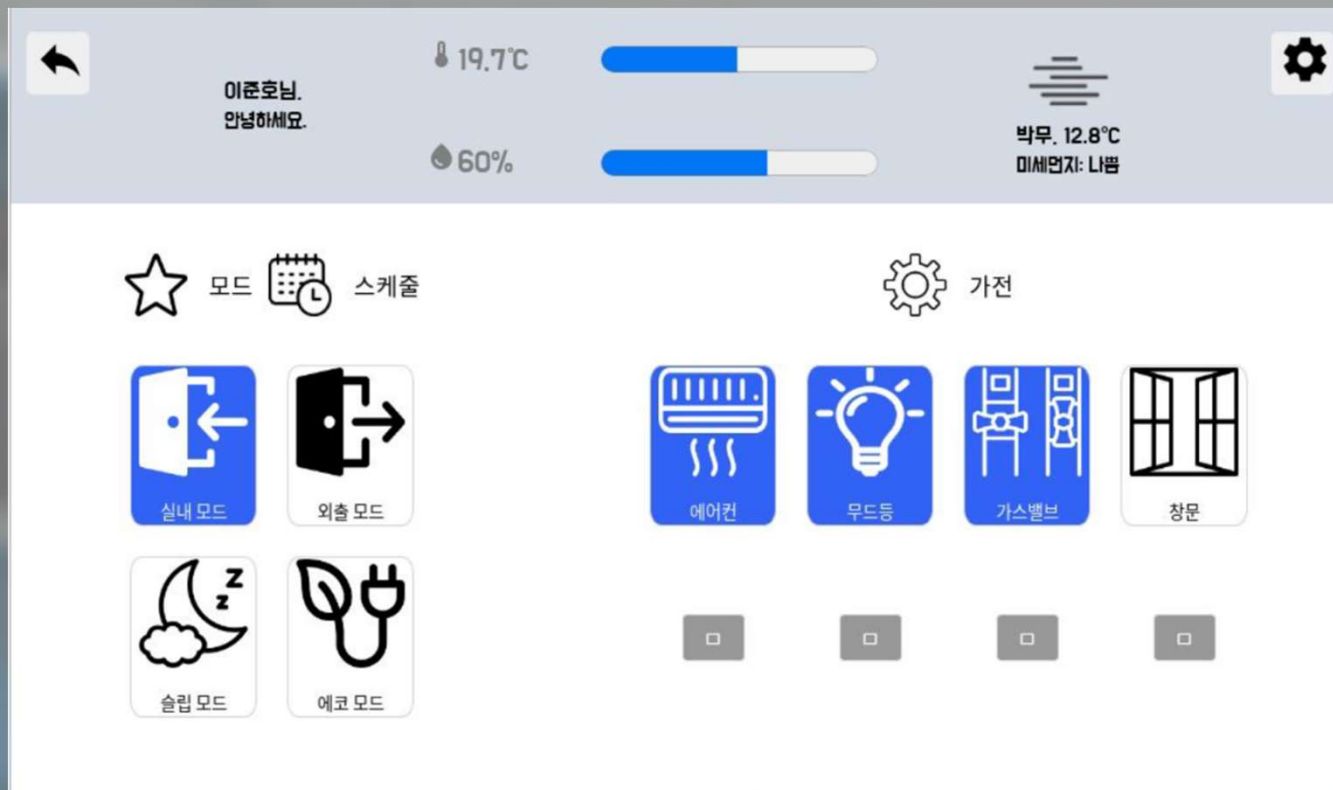 이준호님.
안녕하세요.
19.7℃
60%
박무. 12.8°C
미세먼지: 나쁨
모드
스케줄
가전
실내 모드
외출 모드
에어컨
무드등
가스밸브
창문
z
z
슬립 모드
에코 모드
ㅁ
ㅁ
ㅁ
ㅁ